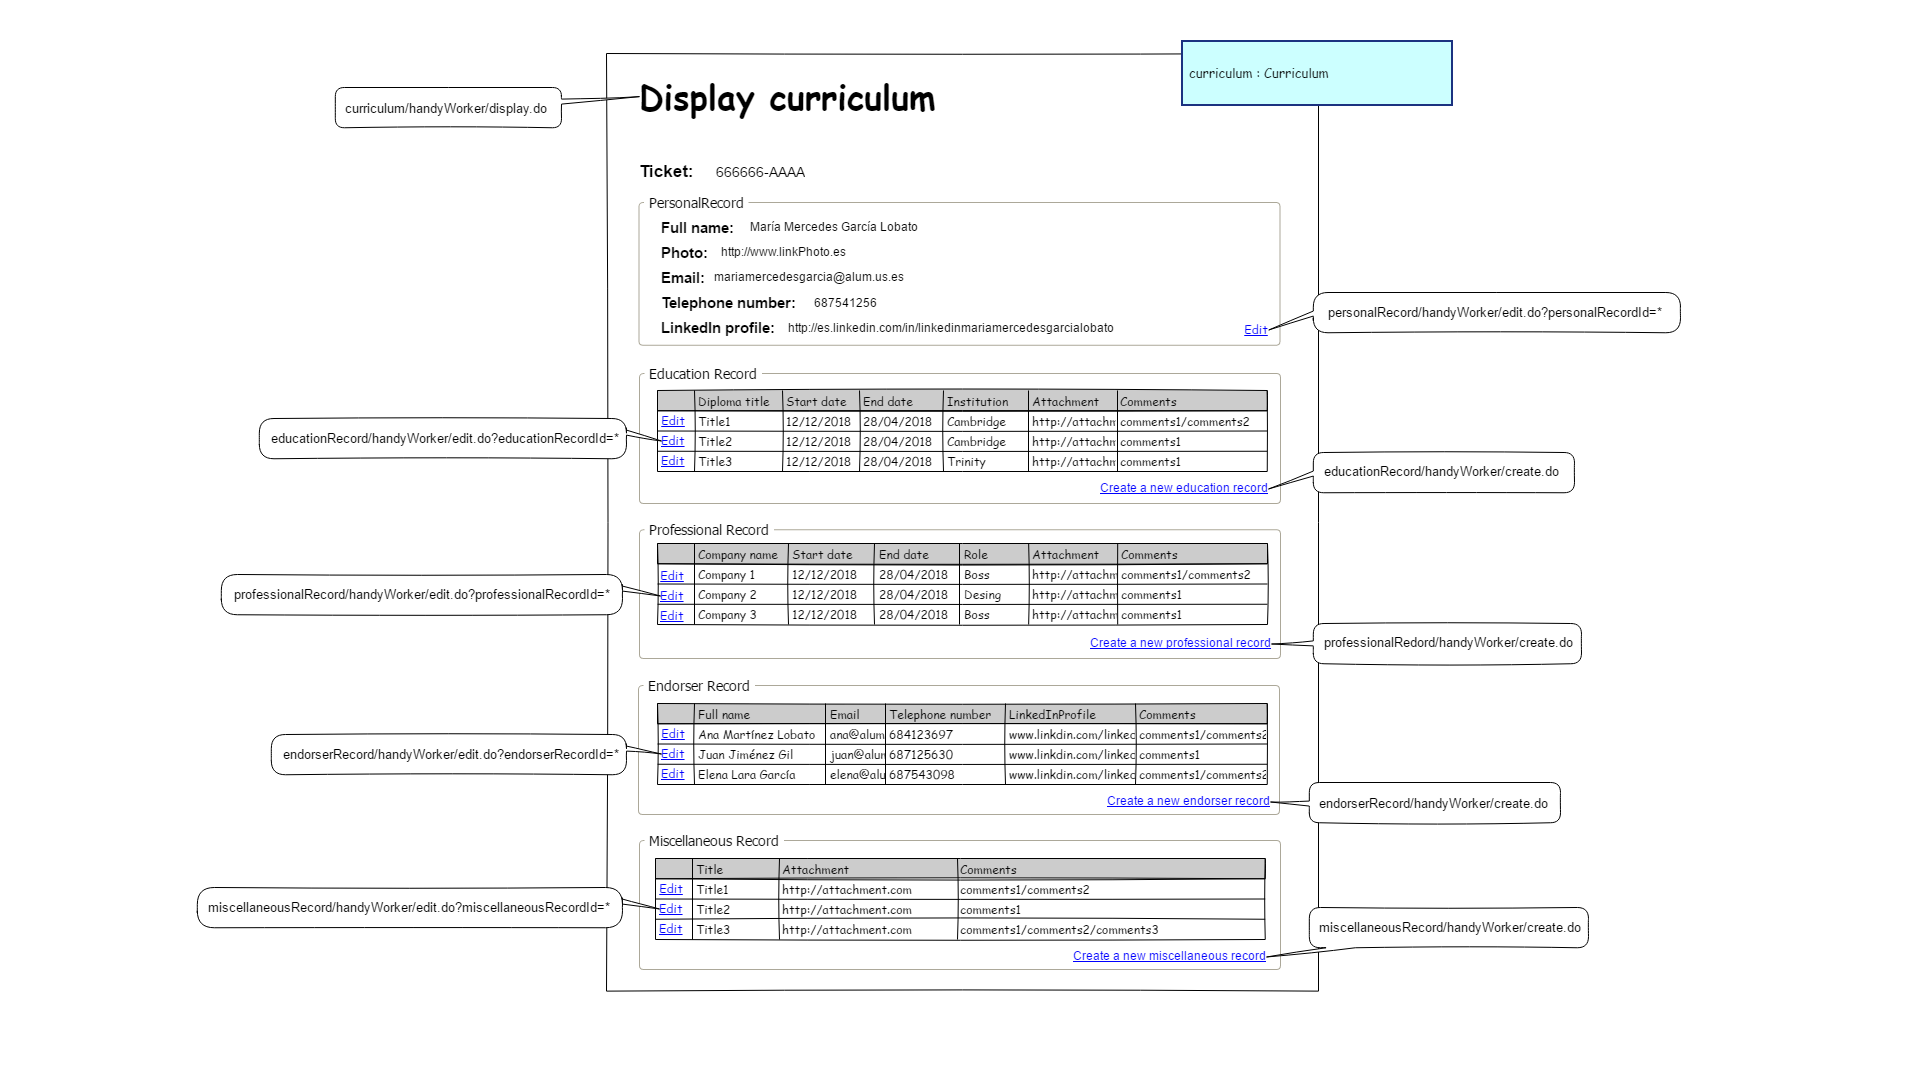 curriculum : Curriculum
curriculum/handyWorker/display.do
Display curriculum
Ticket: 666666-AAAA
PersonalRecord
Full name: María Mercedes García Lobato
Photo: http://www.linkPhoto.es
Email: mariamercedesgarcia@alum.us.es
Telephone number: 687541256
LinkedIn profile: http://es.linkedin.com/in/linkedinmariamercedesgarcialobato
Edit
personalRecord/handyWorker/edit.do?personalRecordId=*
Education Record
Diploma title Start date End date Institution Attachment Comments
Edit Title1 12/12/2018 28/04/2018 Cambridge http://attachm comments1/comments2
Edit Title2 12/12/2018 28/04/2018 Cambridge http://attachm comments1
Edit Title3 12/12/2018 28/04/2018 Trinity http://attachm comments1
educationRecord/handyWorker/edit.do?educationRecordId=*
Create a new education record
educationRecord/handyWorker/create.do
Professional Record
Company name Start date End date Role Attachment Comments
Edit Company 1 12/12/2018 28/04/2018 Boss http://attachm comments1/comments2
Edit Company 2 12/12/2018 28/04/2018 Desing http://attachm comments1
Edit Company 3 12/12/2018 28/04/2018 Boss http://attachm comments1
professionalRecord/handyWorker/edit.do?professionalRecordId=*
Create a new professional record
professionalRedord/handyWorker/create.do
Endorser Record
Full name Email Telephone number LinkedInProfile Comments
Edit Ana Martínez Lobato ana@alum 684123697 www.linkdin.com/linked comments1/comments2
Edit Juan Jiménez Gil juan@alum 687125630 www.linkdin.com/linked comments1
Edit Elena Lara García elena@alu 687543098 www.linkdin.com/linked comments1/comments2
endorserRecord/handyWorker/edit.do?endorserRecordId=*
Create a new endorser record
endorserRecord/handyWorker/create.do
Miscellaneous Record
Title Attachment Comments
Edit Title1 http://attachment.com comments1/comments2
Edit Title2 http://attachment.com comments1
Edit Title3 http://attachment.com comments1/comments2/comments3
miscellaneousRecord/handyWorker/edit.do?miscellaneousRecordId=*
Create a new miscellaneous record
miscellaneousRecord/handyWorker/create.do